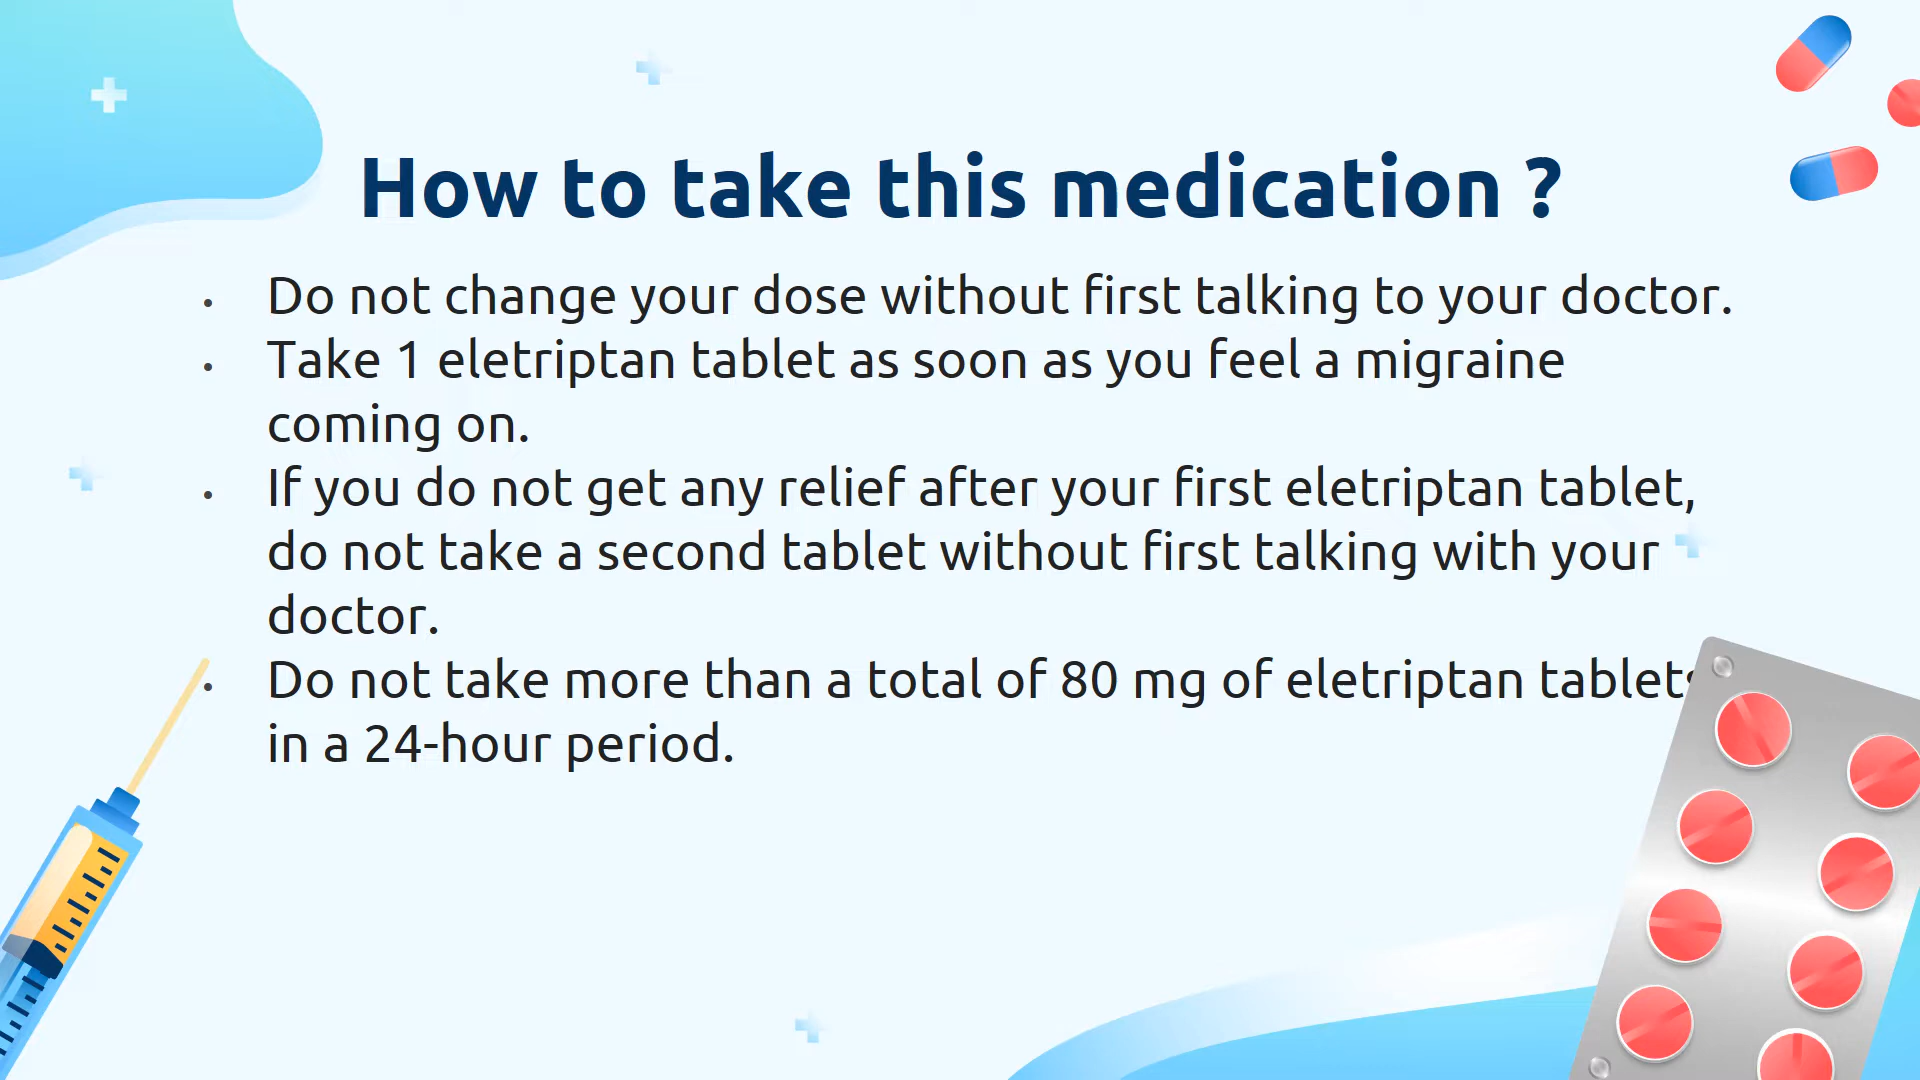 How to take this medication ?
• Do not change your dose without first talking to your doctor.
• Take 1 eletriptan tablet as soon as you feel a migraine
coming on.
• If you do not get any relief after your first eletriptan tablet,
do not take a second tablet without first talking with your
doctor.
• Do not take more than a total of 80 mg of eletriptan tablets
in a 24-hour period.